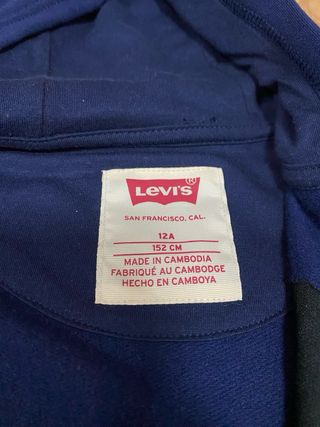 LEVI'S®
SAN FRANCISCO, CAL.
12A
152 CM
MADE IN CAMBODIA
FABRIQUÉ AU CAMBODGE
HECHO EN CAMBOYA